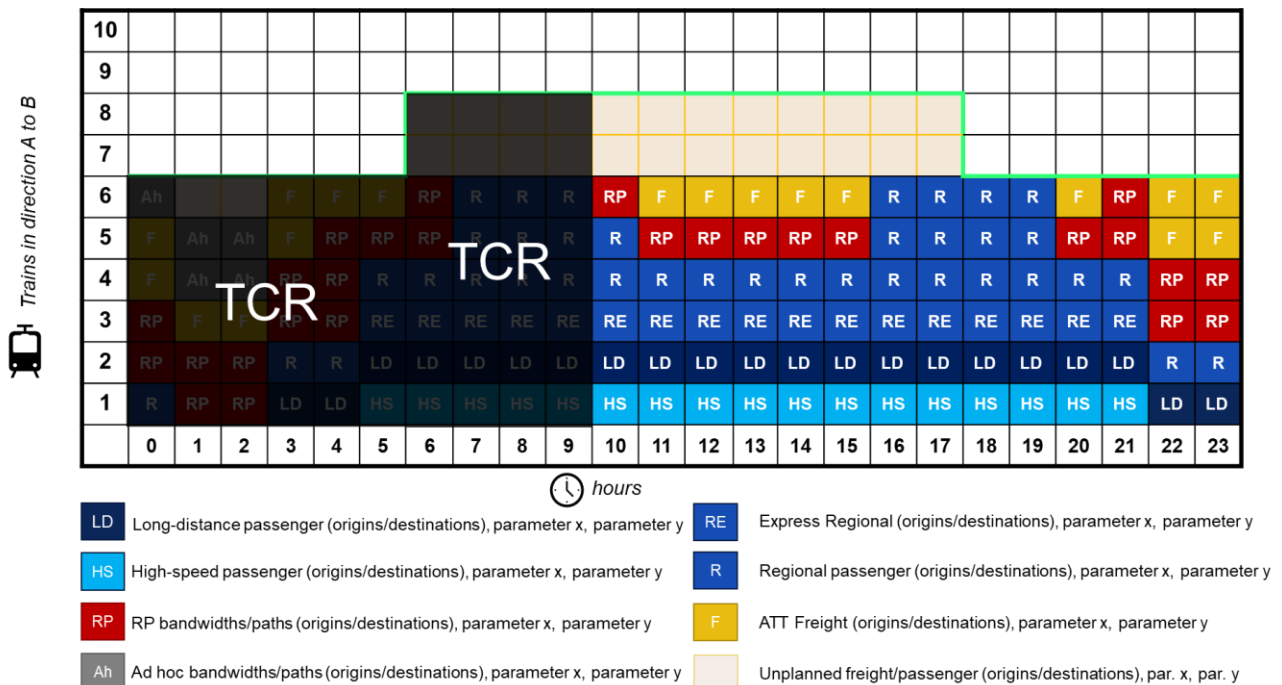 Trains in direction A to B
10
9
8
7
6 Ah F F F RP R R R RP F F F F F R R R R F RP F F
5 F Ah Ah F RP RP RP R R R R RP RP RP RP RP R R R R RP RP F F
4 F Ah Ah RP RP R R R R R R R R R R R R R R R R R RP RP
3 RP F F RP RP RE RE RE RE RE RE RE RE RE RE RE RE RE RE RE RE RE RP RP
2 RP RP RP R R LD LD LD LD LD LD LD LD LD LD LD LD LD LD LD LD LD R R
1 R RP RP LD LD HS HS HS HS HS HS HS HS HS HS HS HS HS HS HS HS HS LD LD
TCR
TCR
0 1 2 3 4 5 6 7 8 9 10 11 12 13 14 15 16 17 18 19 20 21 22 23
hours
LD Long-distance passenger (origins/destinations), parameter x, parameter y
RE Express Regional (origins/destinations), parameter x, parameter y
HS High-speed passenger (origins/destinations), parameter x, parameter y
R Regional passenger (origins/destinations), parameter x, parameter y
RP RP bandwidths/paths (origins/destinations), parameter x, parameter y
F ATT Freight (origins/destinations), parameter x, parameter y
Ah Ad hoc bandwidths/paths (origins/destinations), parameter x, parameter y
Unplanned freight/passenger (origins/destinations), par. x, par. y